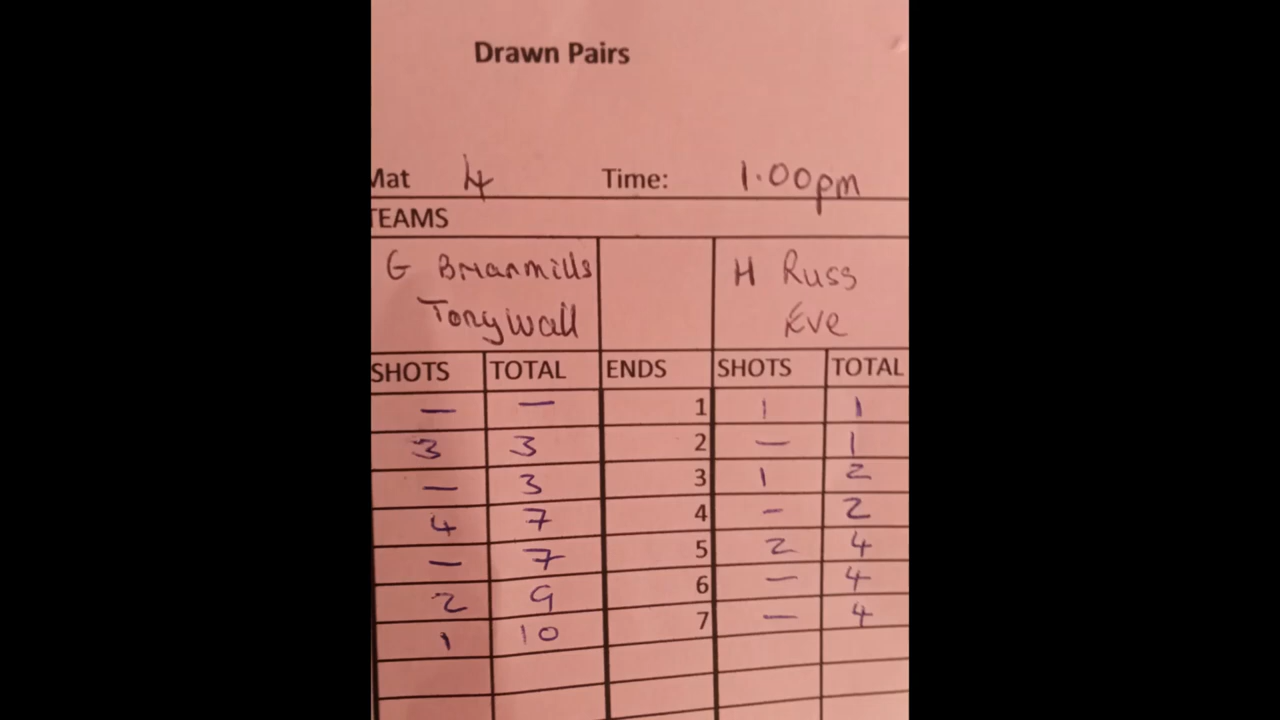 Drawn Pairs
Mat 4 Time: 1.00pm
TEAMS
G Brianmills H Russ
Tony Wall Eve
SHOTS TOTAL ENDS SHOTS TOTAL
— — 1 1 1
3 3 2 — 1
— 3 3 1 2
4 7 4 - 2
— 7 5 2 4
2 9 6 — 4
1 10 7 — 4